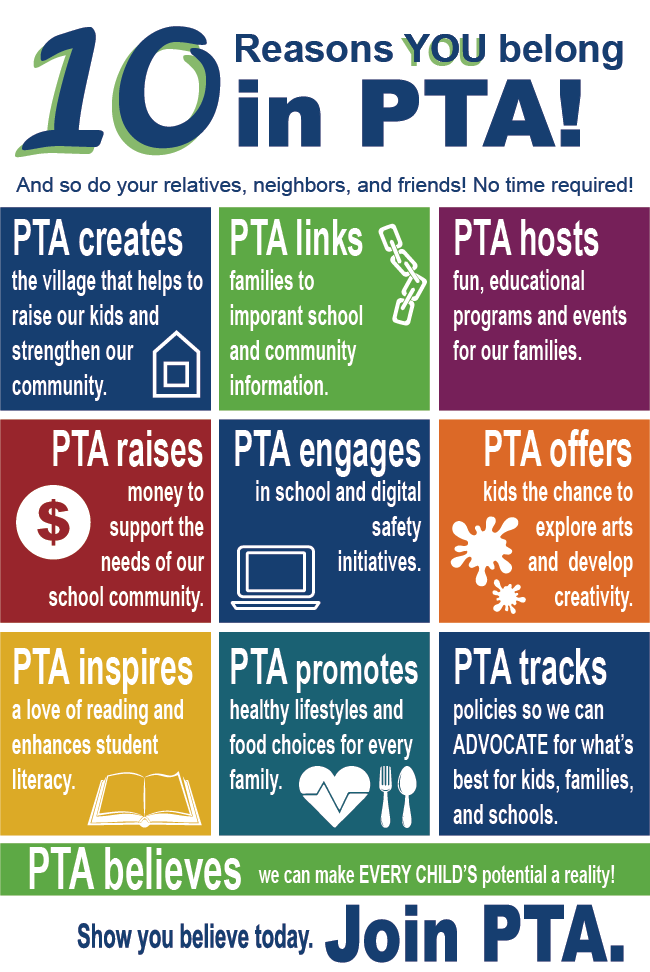 10 Reasons YOU belong
in PTA!
And so do your relatives, neighbors, and friends! No time required!
PTA creates
the village that helps to
raise our kids and
strengthen our
community.
PTA links
families to
imporant school
and community
information.
PTA hosts
fun, educational
programs and events
for our families.
PTA raises
$
money to
support the
needs of our
school community.
PTA engages
in school and digital
safety
initiatives.
PTA offers
kids the chance to
explore arts
and develop
creativity.
PTA inspires
a love of reading and
enhances student
literacy.
PTA promotes
healthy lifestyles and
food choices for every
family.
PTA tracks
policies so we can
ADVOCATE for what's
best for kids, families,
and schools.
PTA believes we can make EVERY CHILD'S potential a reality!
Show you believe today. Join PTA.